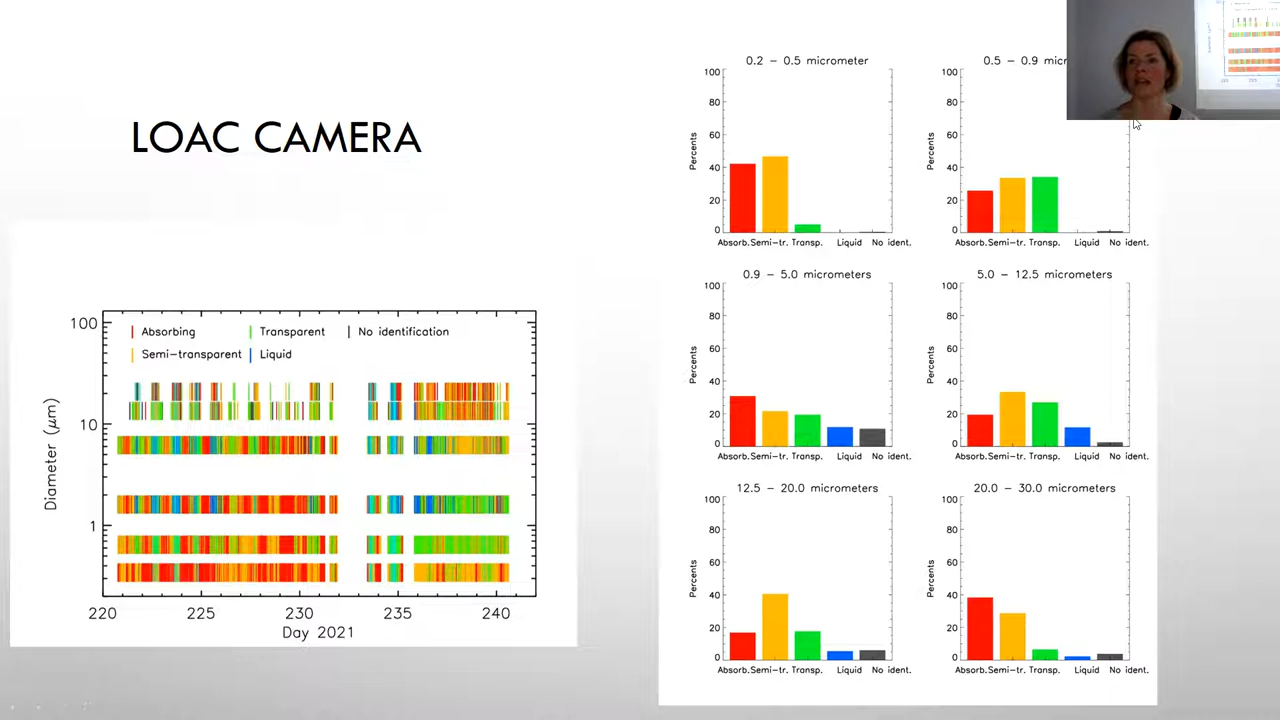 LOAC CAMERA
100
10
1
Diameter (μm)
Absorbing
Transparent
No identification
Semi-transparent
Liquid
220 225 230 235 240
Day 2021
0.2 – 0.5 micrometer
100
80
60
40
20
0
Percents
Absorb. Semi-tr. Transp. Liquid No ident.
0.5 – 0.9 micr
100
80
60
40
20
0
Percents
Absorb. Semi-tr. Transp. Liquid No ident.
0.9 – 5.0 micrometers
100
80
60
40
20
0
Percents
Absorb. Semi-tr. Transp. Liquid No ident.
5.0 – 12.5 micrometers
100
80
60
40
20
0
Percents
Absorb. Semi-tr. Transp. Liquid No ident.
12.5 – 20.0 micrometers
100
80
60
40
20
0
Percents
Absorb. Semi-tr. Transp. Liquid No ident.
20.0 – 30.0 micrometers
100
80
60
40
20
0
Percents
Absorb. Semi-tr. Transp. Liquid No ident.